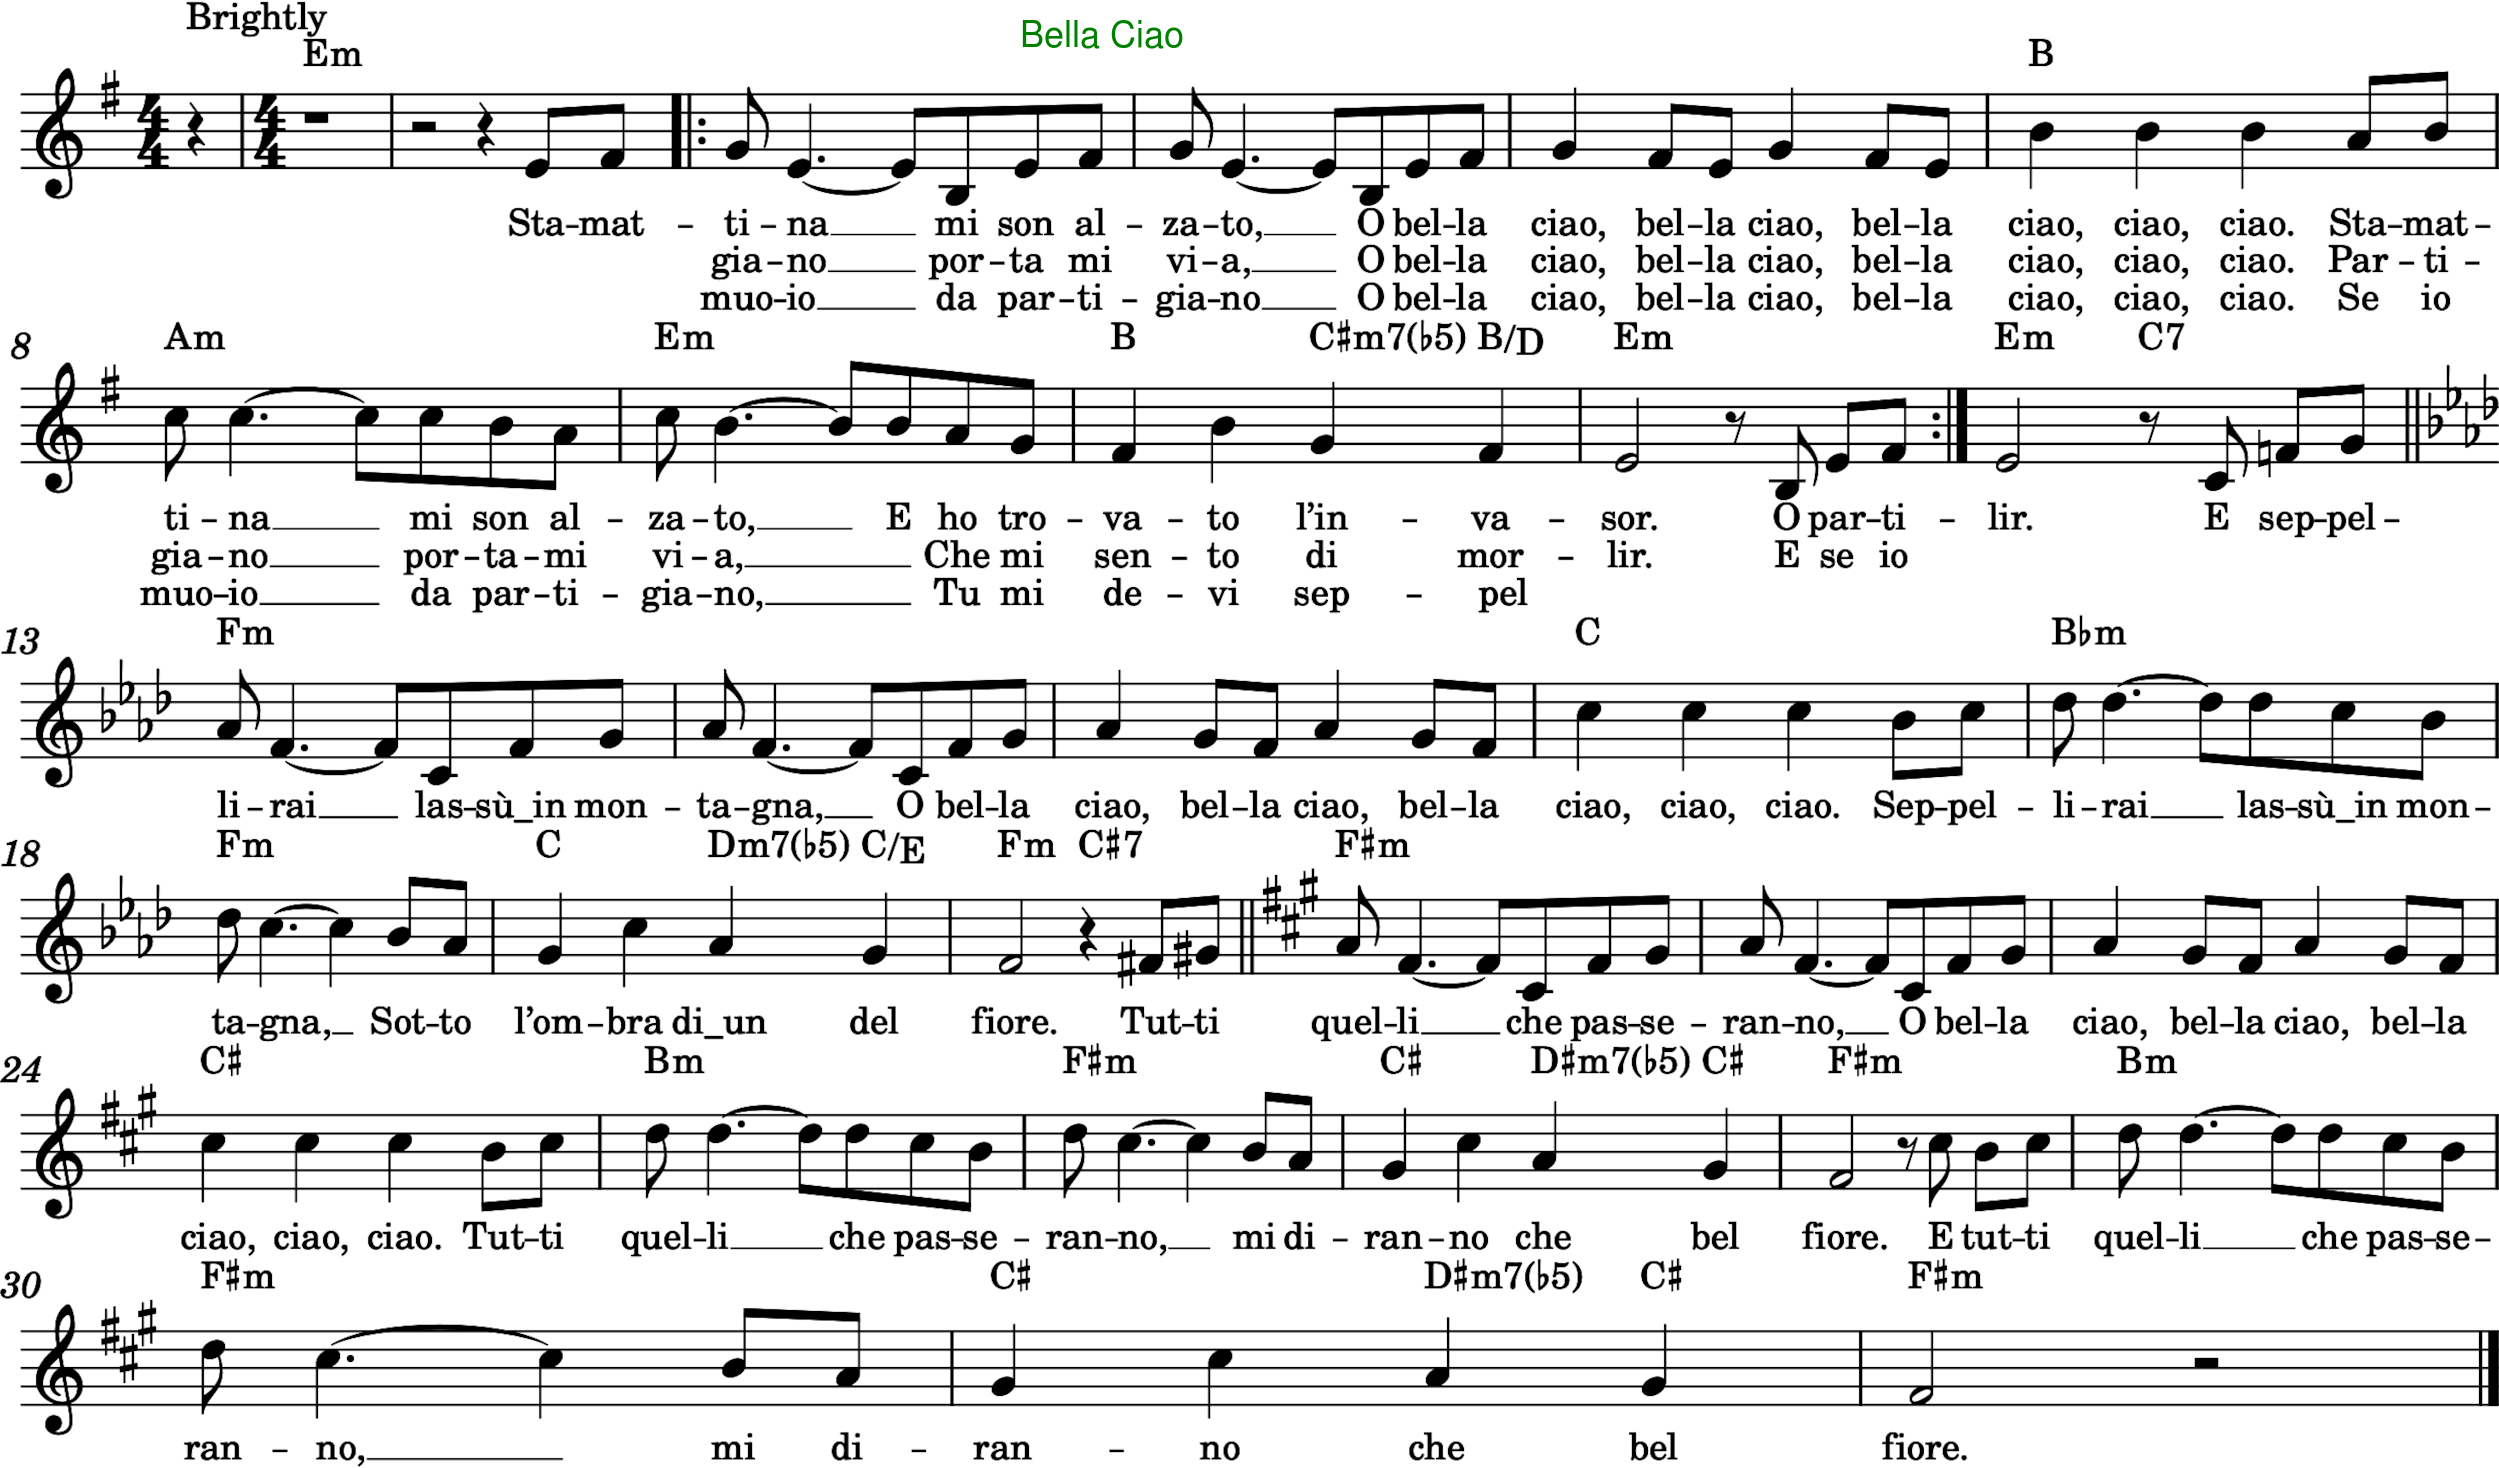 Brightly
Bella Ciao
Em B
Sta–mat – ti – na mi son al – za–to, O bel–la ciao, bel–la ciao, bel–la ciao, ciao, ciao. Sta–mat –
gia – no por – ta mi vi – a, O bel–la ciao, bel–la ciao, bel–la ciao, ciao, ciao. Par – ti –
muo–io da par – ti – gia–no O bel–la ciao, bel–la ciao, bel–la ciao, ciao, ciao. Se io
8 Am Em B C♯m7(♭5) B/D Em Em C7
ti – na mi son al – za–to, E ho tro – va – to l’in – va – sor. O par–ti – lir. E sep–pel –
gia – no por – ta – mi vi – a, Che mi sen – to di mor – lir. E se io
muo–io da par – ti – gia–no, Tu mi de – vi sep – pel
13 Fm C B♭m
li – rai las–sù_in mon – ta–gna, O bel–la ciao, bel–la ciao, bel–la ciao, ciao, ciao. Sep–pel – li–rai las–sù_in mon –
18 Fm C Dm7(♭5) C/E Fm C♯7 F♯m
ta–gna, Sot–to l’om–bra di_un del fiore. Tut–ti quel–li che pas–se – ran–no, O bel–la ciao, bel–la ciao, bel–la
24 C♯ Bm F♯m C♯ D♯m7(♭5) C♯ F♯m Bm
ciao, ciao, ciao. Tut–ti quel–li che pas–se – ran–no, mi di – ran–no che bel fiore. E tut–ti quel–li che pas–se –
30 F♯m C♯ D♯m7(♭5) C♯ F♯m
ran – no, mi di – ran – no che bel fiore.